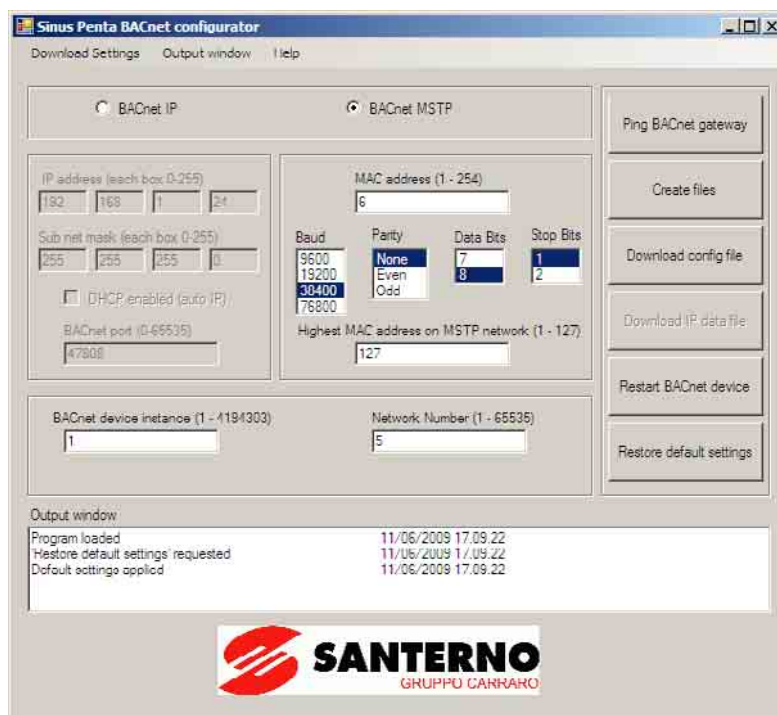 Sinus Penta BACnet configurator
Download Settings Output window Help
BACnet IP
BACnet MSTP
IP address (each box 0-255)
192 168 1 24
Sub net mask (each box 0-255)
255 255 255 0
DHCP enabled (auto IP)
BACnet port (0-65535)
47808
MAC address (1 - 254)
6
Baud Parity Data Bits Stop Bits
9600 None 7 1
19200 Even 8 2
38400 Odd
76800
Highest MAC address on MSTP network (1 - 127)
127
BACnet device instance (1 - 4194303)
1
Network Number (1 - 65535)
5
Ping BACnet gateway
Create files
Download config file
Download IP data file
Restart BACnet device
Restore default settings
Output window
Program loaded 11/06/2009 17.09.22
'Restore default settings' requested 11/06/2009 17.09.22
Default settings applied 11/06/2009 17.09.22
SANTERNO
GRUPPO CARRARO